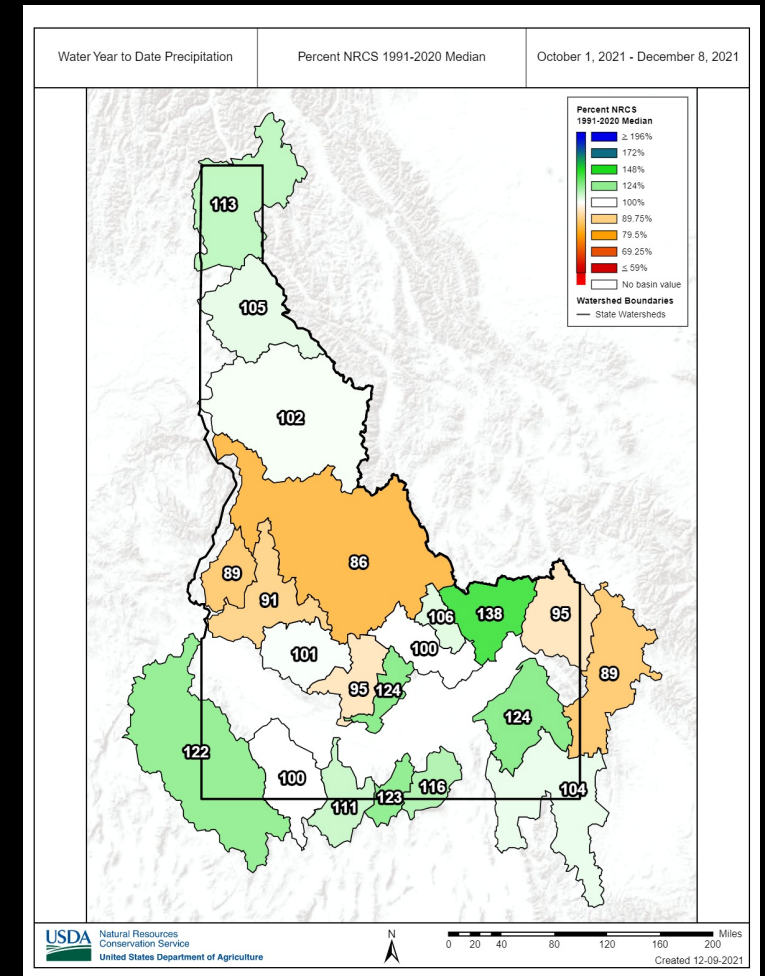 Water Year to Date Precipitation
Percent NRCS 1991-2020 Median
October 1, 2021 - December 8, 2021
Percent NRCS
1991-2020 Median
≥ 196%
172%
148%
124%
100%
89.75%
79.5%
69.25%
≤ 59%
No basin value
Watershed Boundaries
State Watersheds
113
105
102
86
89
91
106
138
95
101
100
95
124
89
124
122
100
111
123
116
104
USDA
Natural Resources
Conservation Service
United States Department of Agriculture
N
Miles
0 20 40 80 120 160 200
Created 12-09-2021